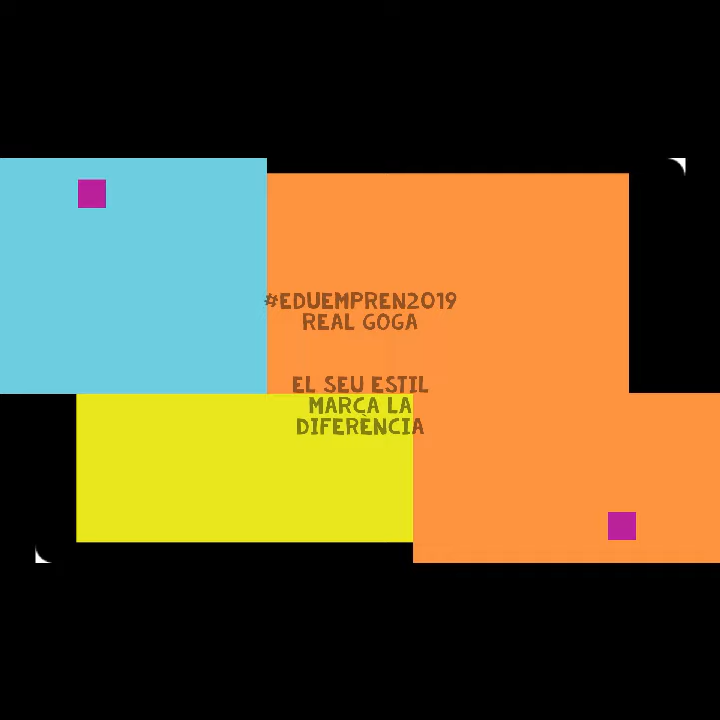 #EDUEMPREN2019
REAL GOGA
EL SEU ESTIL
MARCA LA
DIFERÈNCIA